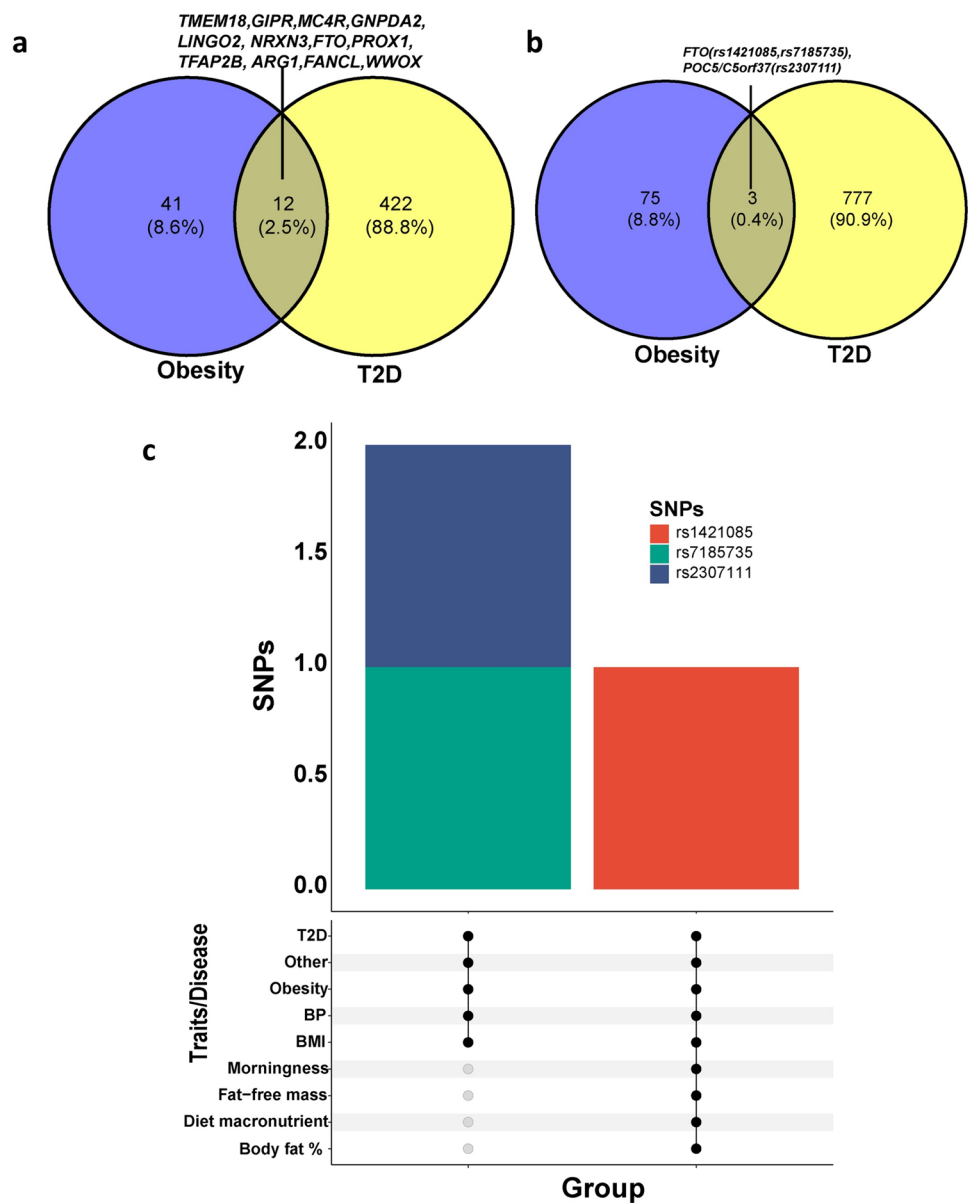 a
TMEM18,GIPR,MC4R,GNPDA2,
LINGO2, NRXN3,FTO,PROX1,
TFAP2B, ARG1,FANCL,WWOX
41
(8.6%)
12
(2.5%)
422
(88.8%)
Obesity
T2D
b
FTO(rs1421085,rs7185735),
POC5/C5orf37(rs2307111)
75
(8.8%)
3
(0.4%)
777
(90.9%)
Obesity
T2D
c
SNPs
2.0
1.5
1.0
0.5
0.0
SNPs
rs1421085
rs7185735
rs2307111
Traits/Disease
T2D
Other
Obesity
BP
BMI
Morningness
Fat−free mass
Diet macronutrient
Body fat %
Group